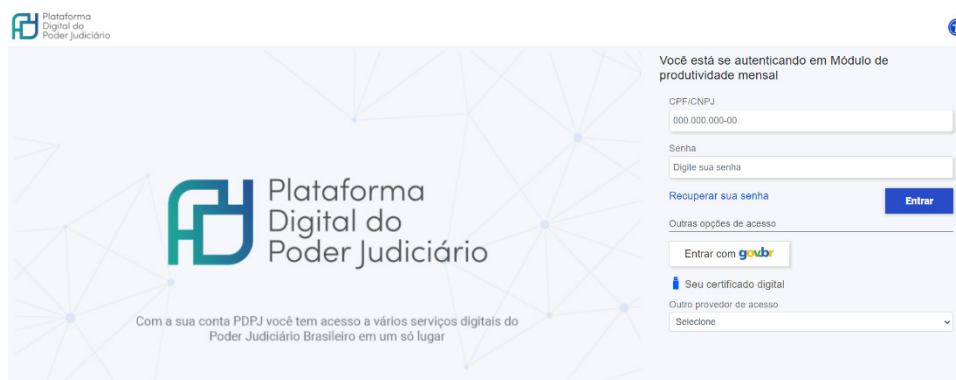 Plataforma
Digital do
Poder Judiciário
Você está se autenticando em Módulo de
produtividade mensal
CPF/CNPJ
000.000.000-00
Senha
Digite sua senha
Recuperar sua senha
Entrar
Outras opções de acesso
Entrar com gov.br
Seu certificado digital
Outro provedor de acesso
Selecione
Plataforma
Digital do
Poder Judiciário
Com a sua conta PDPJ você tem acesso a vários serviços digitais do
Poder Judiciário Brasileiro em um só lugar